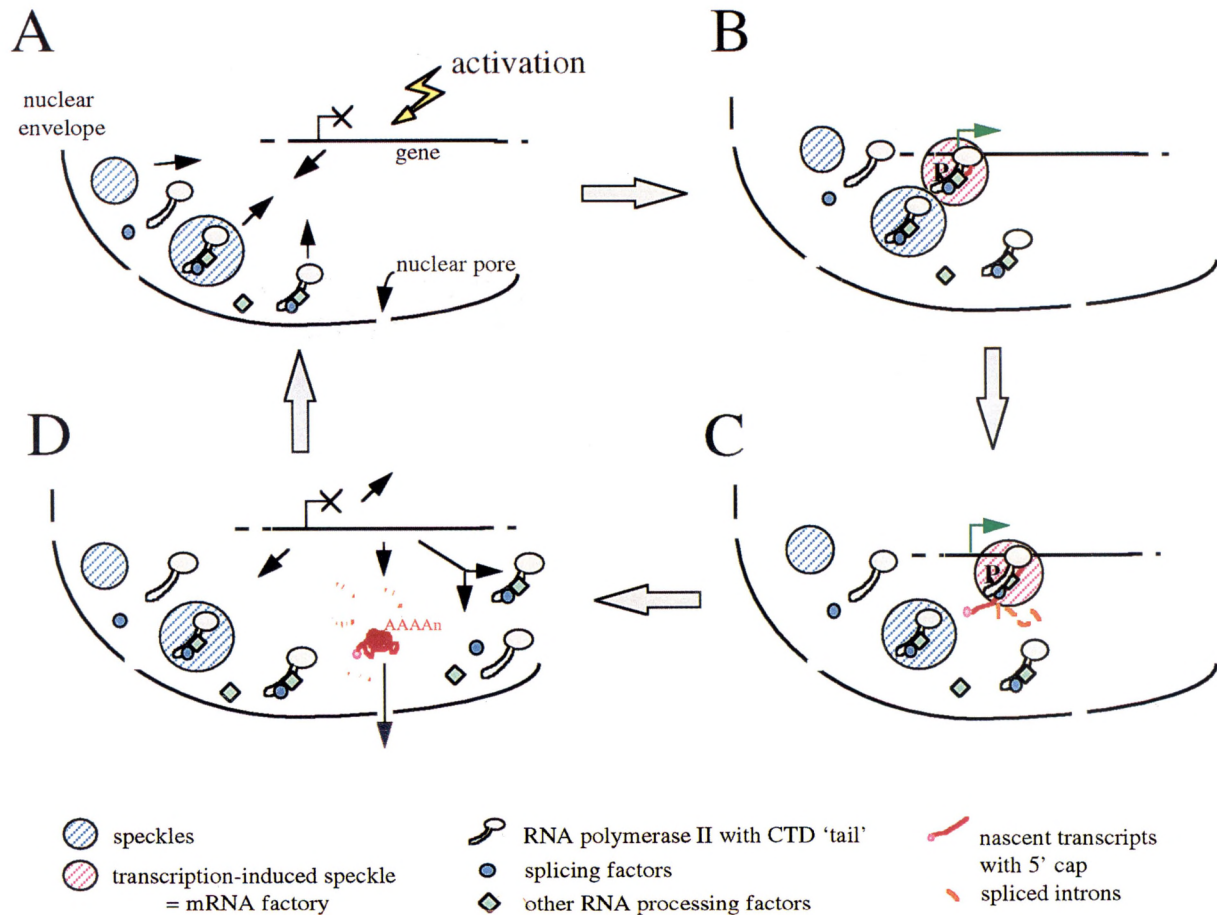 A
activation
nuclear
envelope
gene
nuclear pore
B
P
D
AAAAn
C
P
speckles
transcription-induced speckle
= mRNA factory
RNA polymerase II with CTD ‘tail’
splicing factors
other RNA processing factors
nascent transcripts
with 5’ cap
spliced introns